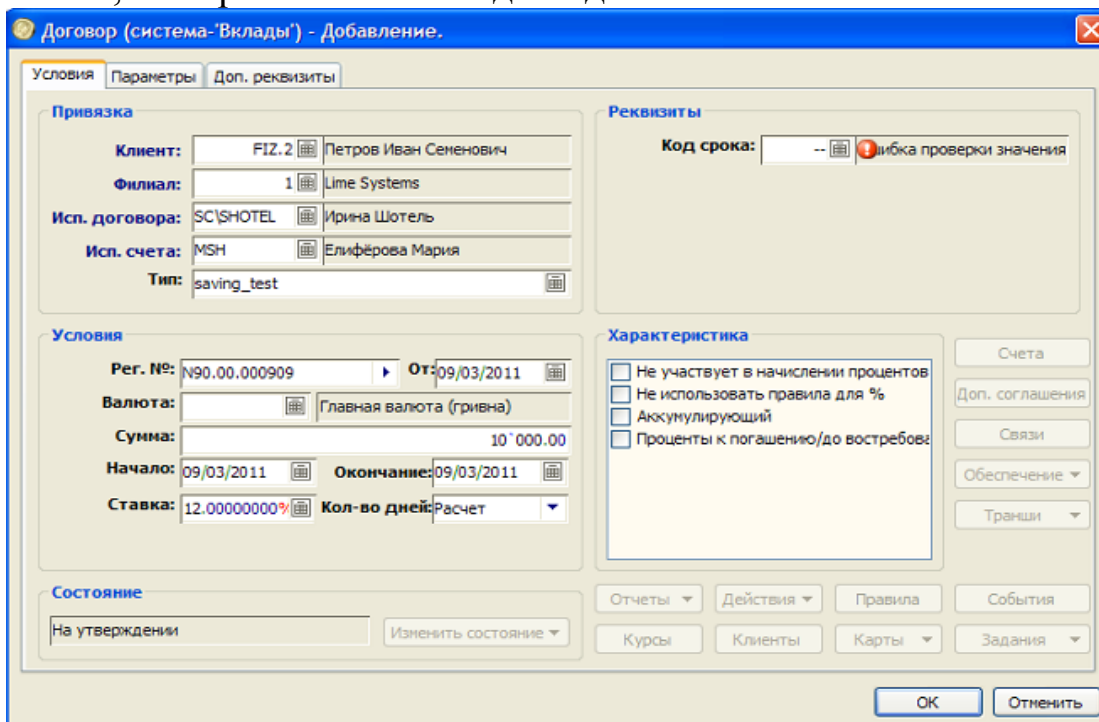 Договор (система-'Вклады') - Добавление.
Условия Параметры Доп. реквизиты
Привязка
Клиент: FIZ.2 Петров Иван Семенович
Филиал: 1 Lime Systems
Исп. договора: SC\SHOTEL Ирина Шотель
Исп. счета: MSH Елифёрова Мария
Тип: saving_test
Реквизиты
Код срока: -- ибка проверки значения
Условия
Рег. №: N90.00.000909 От: 09/03/2011
Валюта: Главная валюта (гривна)
Сумма: 10`000.00
Начало: 09/03/2011 Окончание: 09/03/2011
Ставка: 12.00000000% Кол-во дней: Расчет
Характеристика
Не участвует в начислении процентов
Не использовать правила для %
Аккумулирующий
Проценты к погашению/до востребова
Счета
Доп. соглашения
Связи
Обеспечение
Транши
Состояние
На утверждении Изменить состояние
Отчеты Действия Правила События
Курсы Клиенты Карты Задания
ОК Отменить